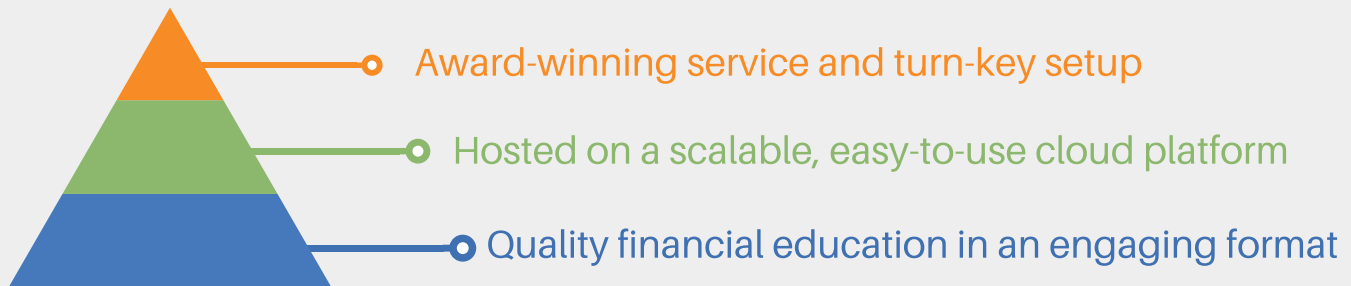 Award-winning service and turn-key setup
Hosted on a scalable, easy-to-use cloud platform
Quality financial education in an engaging format